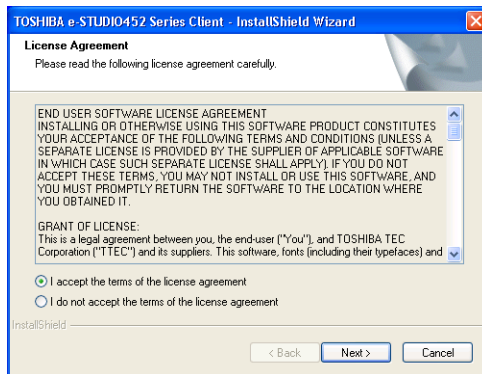 TOSHIBA e-STUDIO452 Series Client - InstallShield Wizard
License Agreement
Please read the following license agreement carefully.
END USER SOFTWARE LICENSE AGREEMENT
INSTALLING OR OTHERWISE USING THIS SOFTWARE PRODUCT CONSTITUTES
YOUR ACCEPTANCE OF THE FOLLOWING TERMS AND CONDITIONS (UNLESS A
SEPARATE LICENSE IS PROVIDED BY THE SUPPLIER OF APPLICABLE SOFTWARE
IN WHICH CASE SUCH SEPARATE LICENSE SHALL APPLY). IF YOU DO NOT
ACCEPT THESE TERMS, YOU MAY NOT INSTALL OR USE THIS SOFTWARE, AND
YOU MUST PROMPTLY RETURN THE SOFTWARE TO THE LOCATION WHERE
YOU OBTAINED IT.
GRANT OF LICENSE:
This is a legal agreement between you, the end-user ("You"), and TOSHIBA TEC
Corporation ("TTEC") and its suppliers. This software, fonts (including their typefaces) and
I accept the terms of the license agreement
I do not accept the terms of the license agreement
InstallShield
< Back Next > Cancel